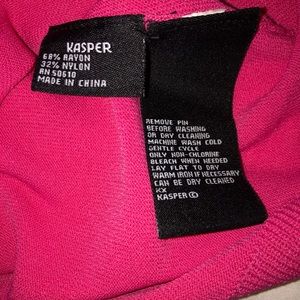 KASPER
68% RAYON
32% NYLON
RN 50610
MADE IN CHINA
REMOVE PIN
BEFORE WASHING
OR DRY CLEANING
MACHINE WASH COLD
GENTLE CYCLE
ONLY NON-CHLORINE
BLEACH WHEN NEEDED
LAY FLAT TO DRY
WARM IRON IF NECESSARY
CAN BE DRY CLEANED
XX
KASPER©